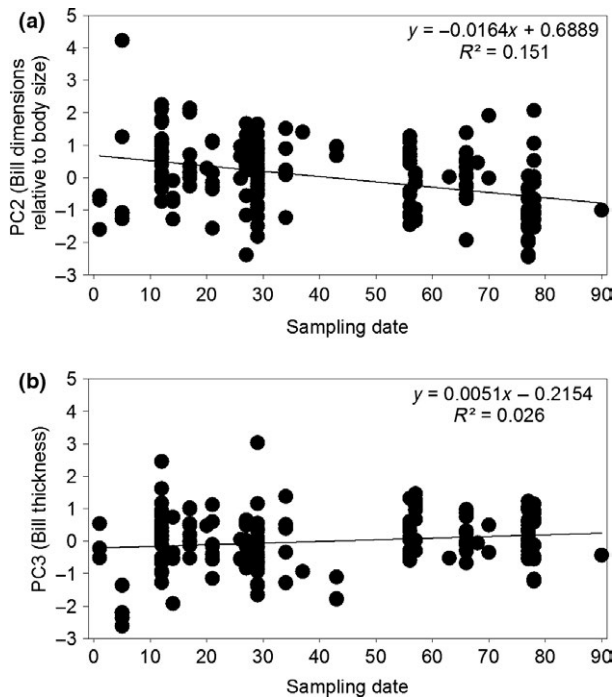 (a)
y = −0.0164x + 0.6889
R² = 0.151
5
4
3
2
1
0
−1
−2
−3
PC2 (Bill dimensions
relative to body size)
0 10 20 30 40 50 60 70 80 90
Sampling date
(b)
y = 0.0051x − 0.2154
R² = 0.026
5
4
3
2
1
0
−1
−2
−3
PC3 (Bill thickness)
0 10 20 30 40 50 60 70 80 90
Sampling date